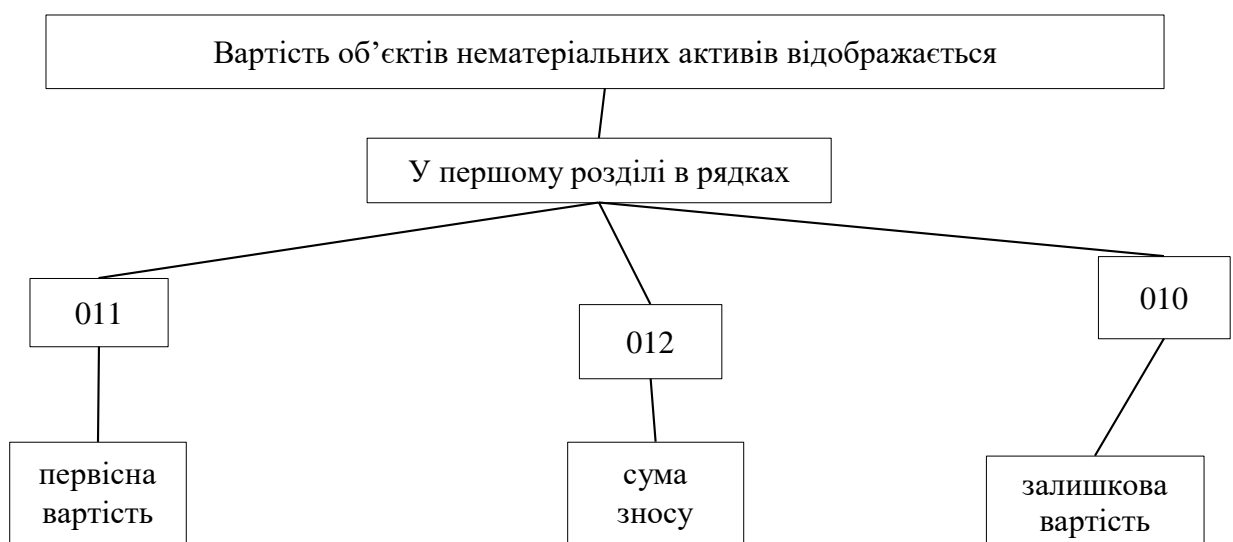 Вартість об’єктів нематеріальних активів відображається
У першому розділі в рядках
011
012
010
первісна
вартість
сума
зносу
залишкова
вартість